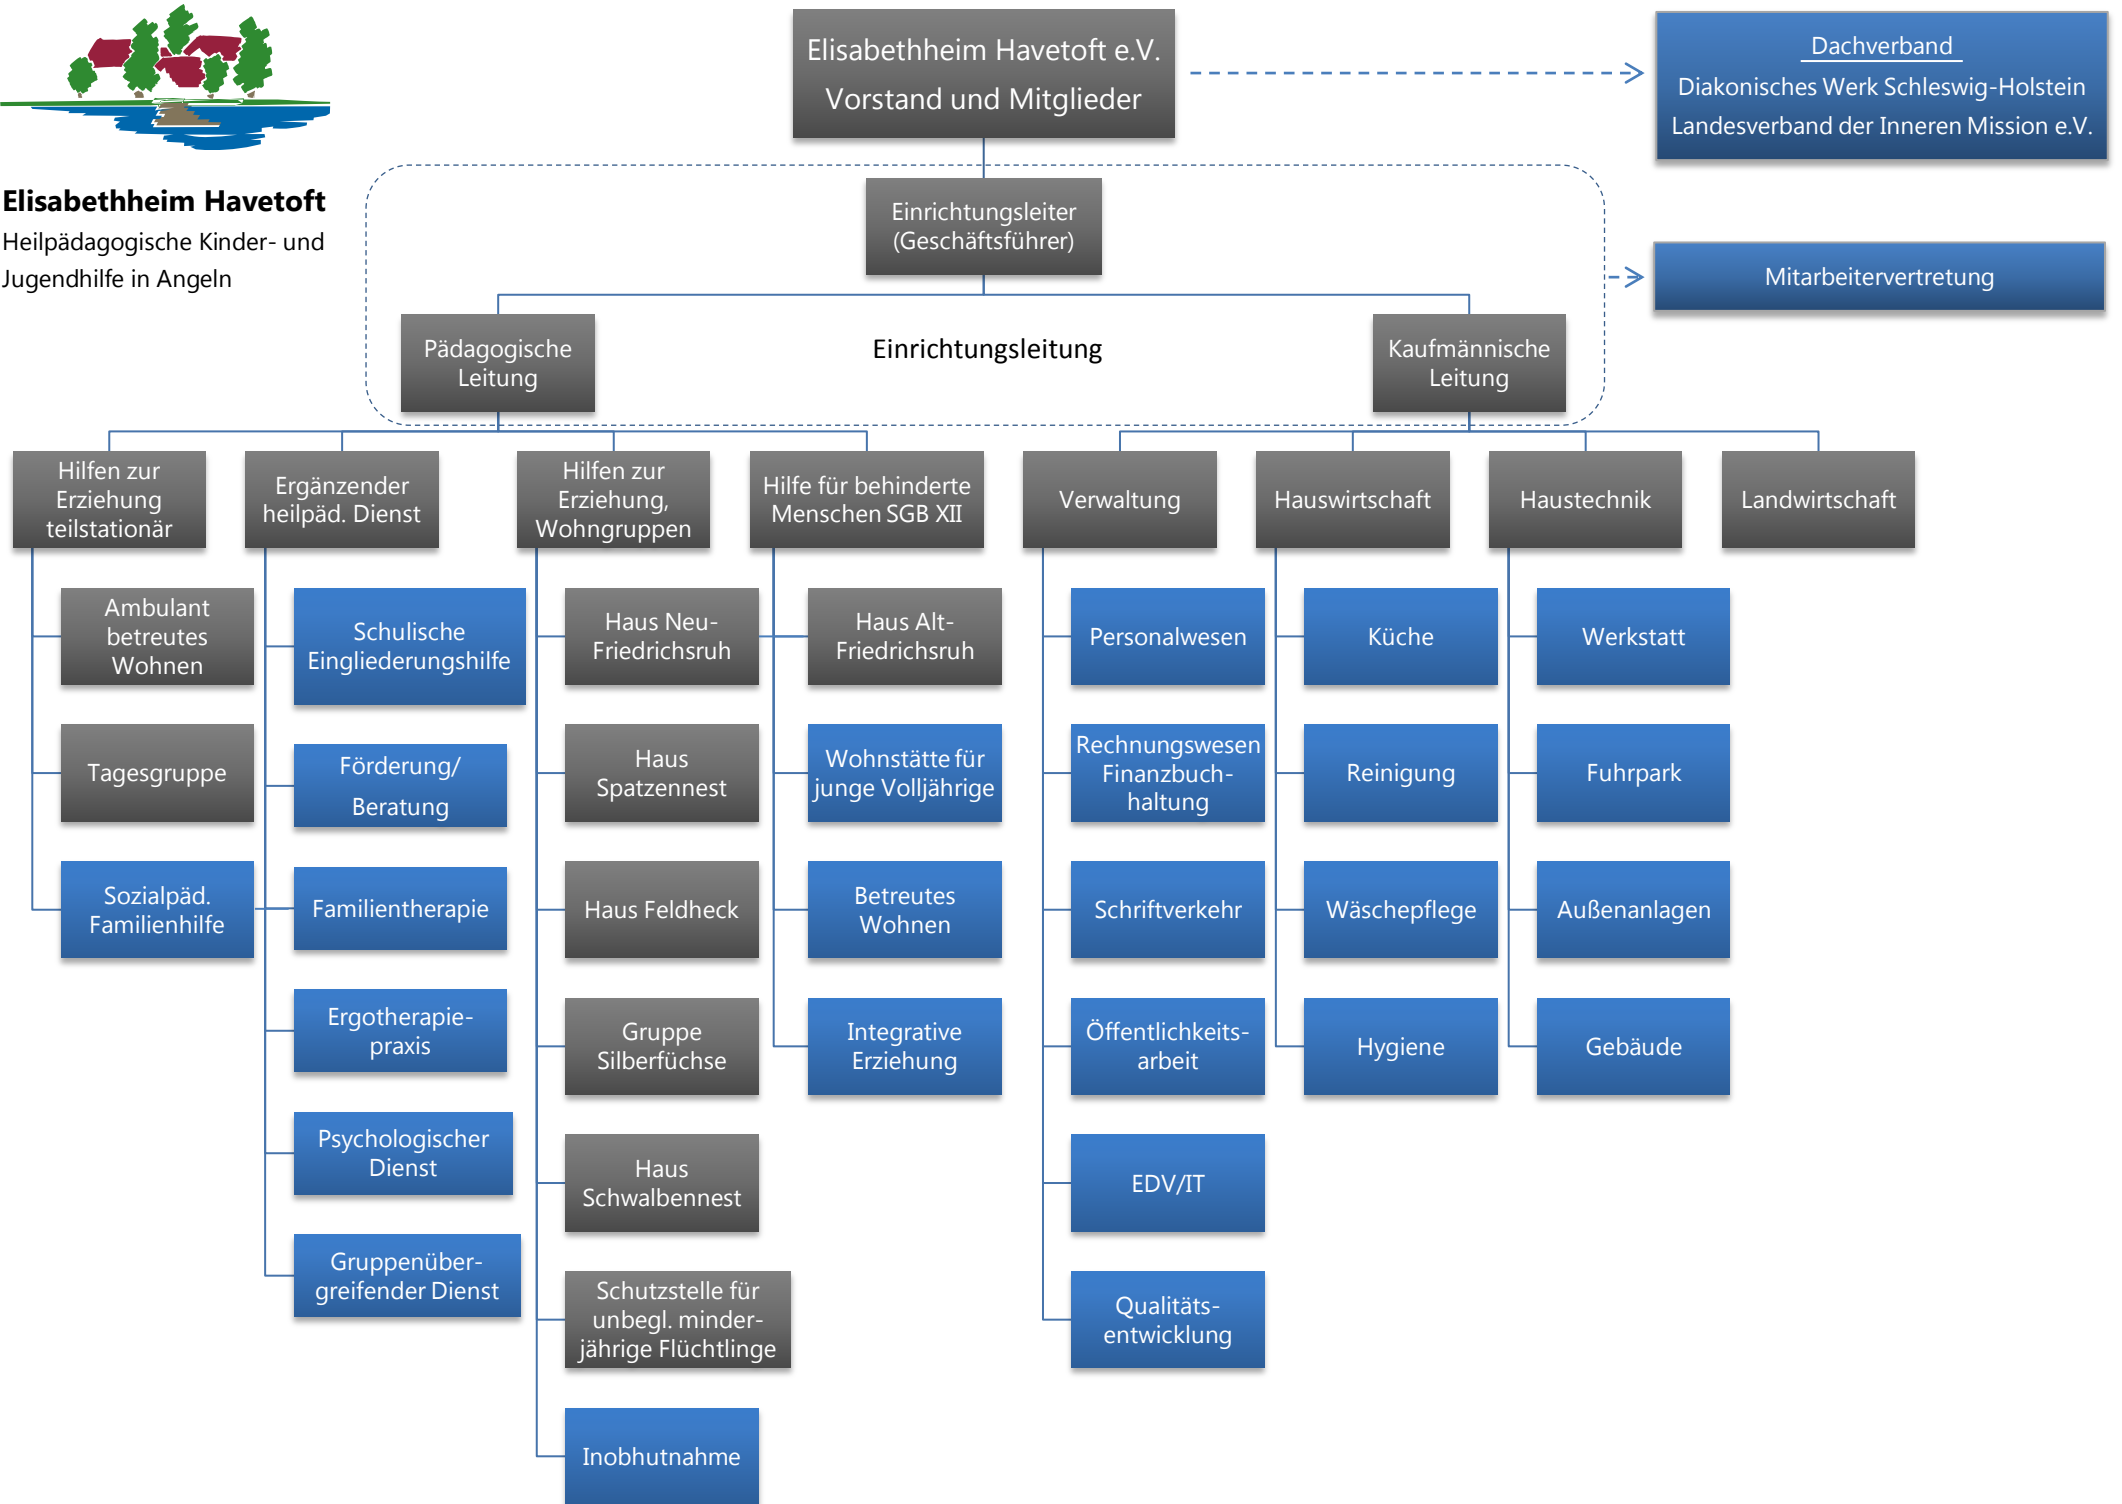 Elisabethheim Havetoft e.V.
Vorstand und Mitglieder
Dachverband
Diakonisches Werk Schleswig-Holstein
Landesverband der Inneren Mission e.V.
Elisabethheim Havetoft
Heilpädagogische Kinder- und
Jugendhilfe in Angeln
Einrichtungsleiter
(Geschäftsführer)
Mitarbeitervertretung
Pädagogische
Leitung
Einrichtungsleitung
Kaufmännische
Leitung
Hilfen zur
Erziehung
teilstationär
Ergänzender
heilpäd. Dienst
Hilfen zur
Erziehung,
Wohngruppen
Hilfe für behinderte
Menschen SGB XII
Verwaltung
Hauswirtschaft
Haustechnik
Landwirtschaft
Ambulant
betreutes
Wohnen
Tagesgruppe
Sozialpäd.
Familienhilfe
Schulische
Eingliederungshilfe
Förderung/
Beratung
Familientherapie
Ergotherapie-
praxis
Psychologischer
Dienst
Gruppenüber-
greifender Dienst
Haus Neu-
Friedrichsruh
Haus
Spatzennest
Haus Feldheck
Gruppe
Silberfüchse
Haus
Schwalbennest
Schutzstelle für
unbegl. minder-
jährige Flüchtlinge
Inobhutnahme
Haus Alt-
Friedrichsruh
Wohnstätte für
junge Volljährige
Betreutes
Wohnen
Integrative
Erziehung
Personalwesen
Rechnungswesen
Finanzbuch-
haltung
Schriftverkehr
Öffentlichkeits-
arbeit
EDV/IT
Qualitäts-
entwicklung
Küche
Reinigung
Wäschepflege
Hygiene
Werkstatt
Fuhrpark
Außenanlagen
Gebäude